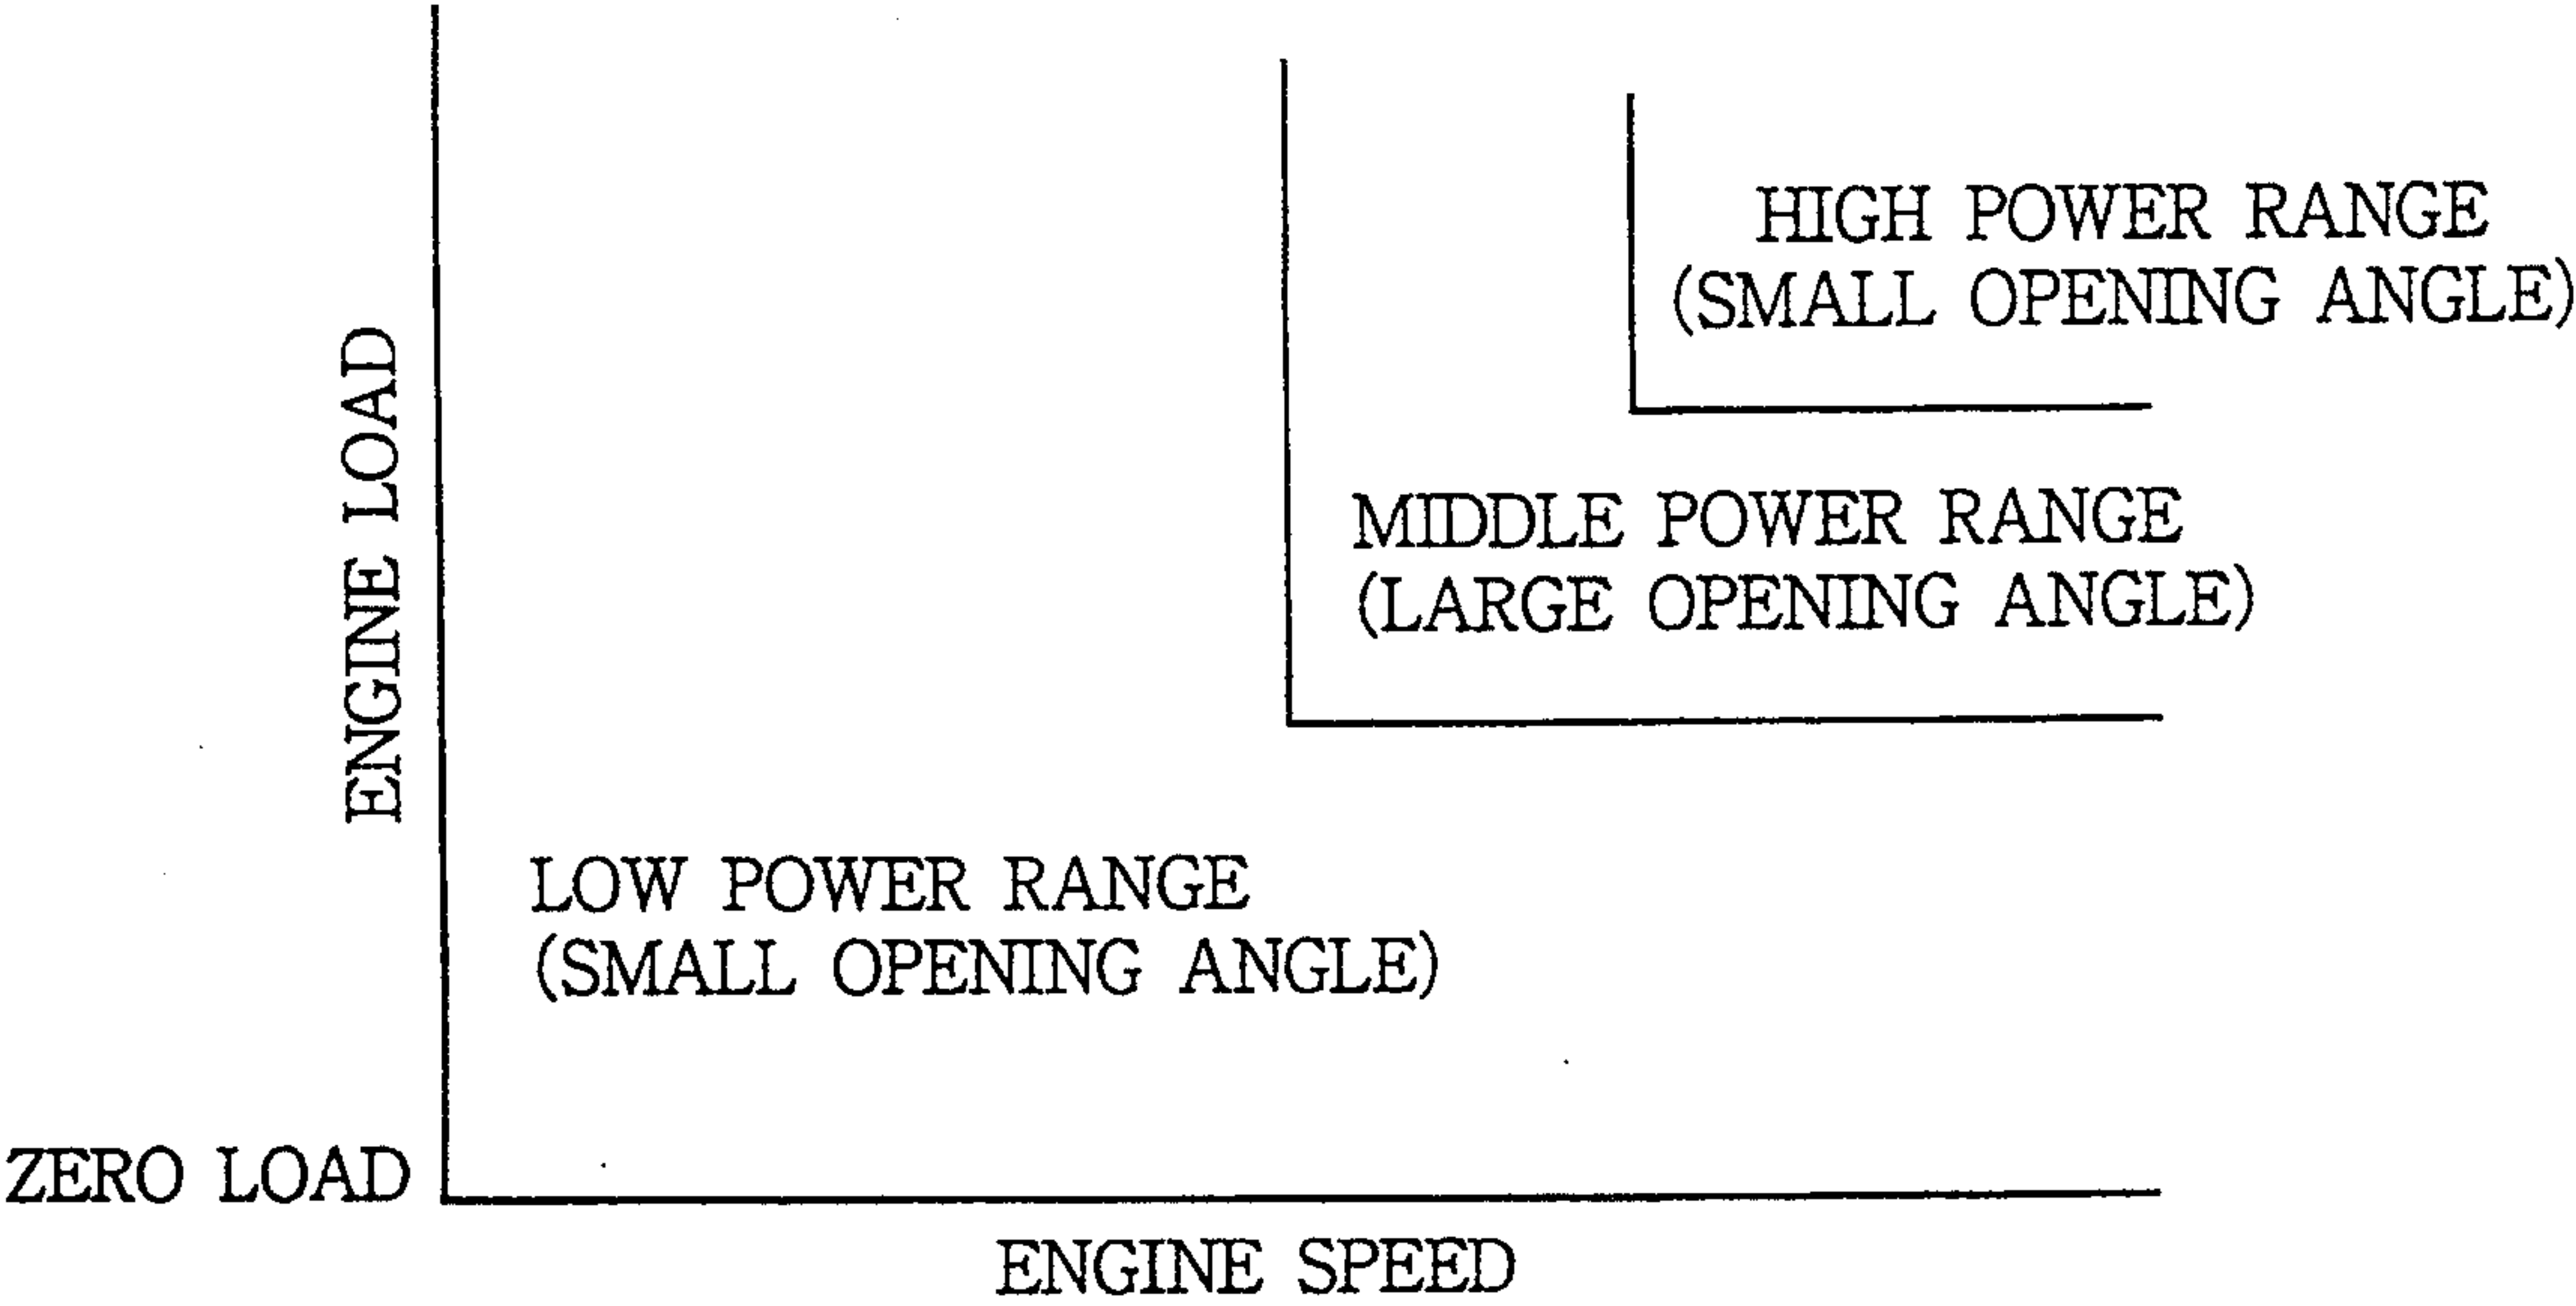 HIGH POWER RANGE
(SMALL OPENING ANGLE)
ENGINE LOAD
MIDDLE POWER RANGE
(LARGE OPENING ANGLE)
LOW POWER RANGE
(SMALL OPENING ANGLE)
ZERO LOAD
ENGINE SPEED